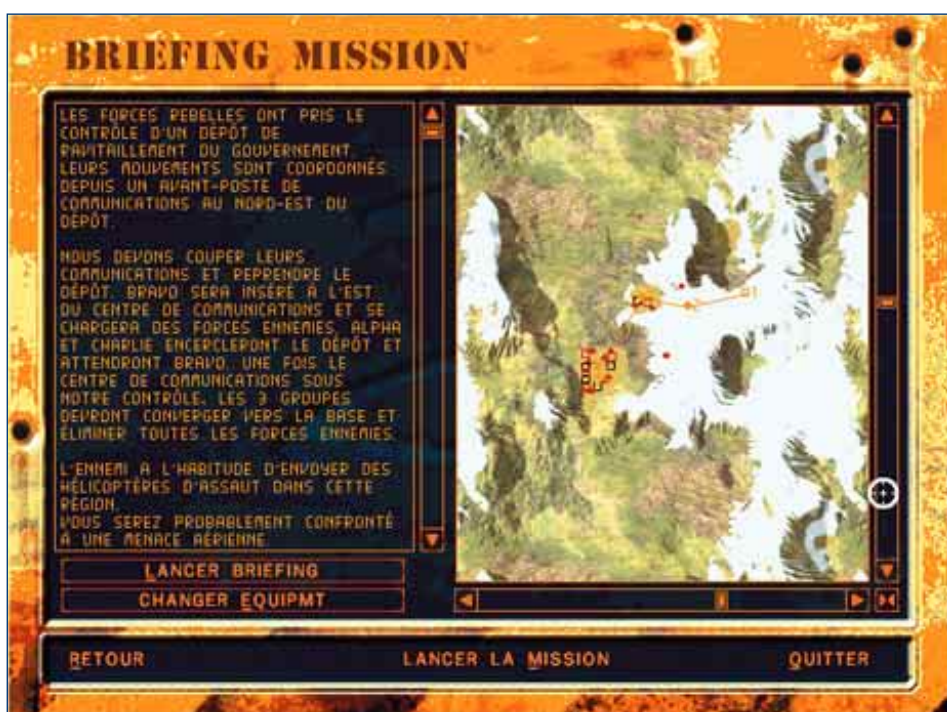 BRIEFING MISSION
LES FORCES REBELLES ONT PRIS LE
CONTRÔLE D'UN DEPÔT DE
RAVITAILLEMENT DU GOUVERNEMENT.
LEURS MOUVEMENTS SONT COORDONNÉS
DEPUIS UN AVANT-POSTE DE
COMMUNICATIONS AU NORD-EST DU
DÉPÔT.
NOUS DEVONS COUPER LEURS
COMMUNICATIONS ET REPRENDRE LE
DÉPÔT. BRAVO SERA INSÉRÉ À L'EST
DU CENTRE DE COMMUNICATIONS ET SE
CHARGERA DES FORCES ENNEMIES. ALPHA
ET CHARLIE ENCERCLERONT LE DÉPÔT ET
ATTENDRONT BRAVO. UNE FOIS LE
CENTRE DE COMMUNICATIONS SOUS
NOTRE CONTRÔLE, LES 3 GROUPES
DEVRONT CONVERGER VERS LA BASE ET
ÉLIMINER TOUTES LES FORCES ENNEMIES.
L'ENNEMI A L'HABITUDE D'ENVOYER DES
HÉLICOPTÈRES D'ASSAUT DANS CETTE
RÉGION.
VOUS SEREZ PROBABLEMENT CONFRONTÉ
À UNE MENACE AÉRIENNE
LANCER BRIEFING
CHANGER EQUIPMT
RETOUR
LANCER LA MISSION
QUITTER